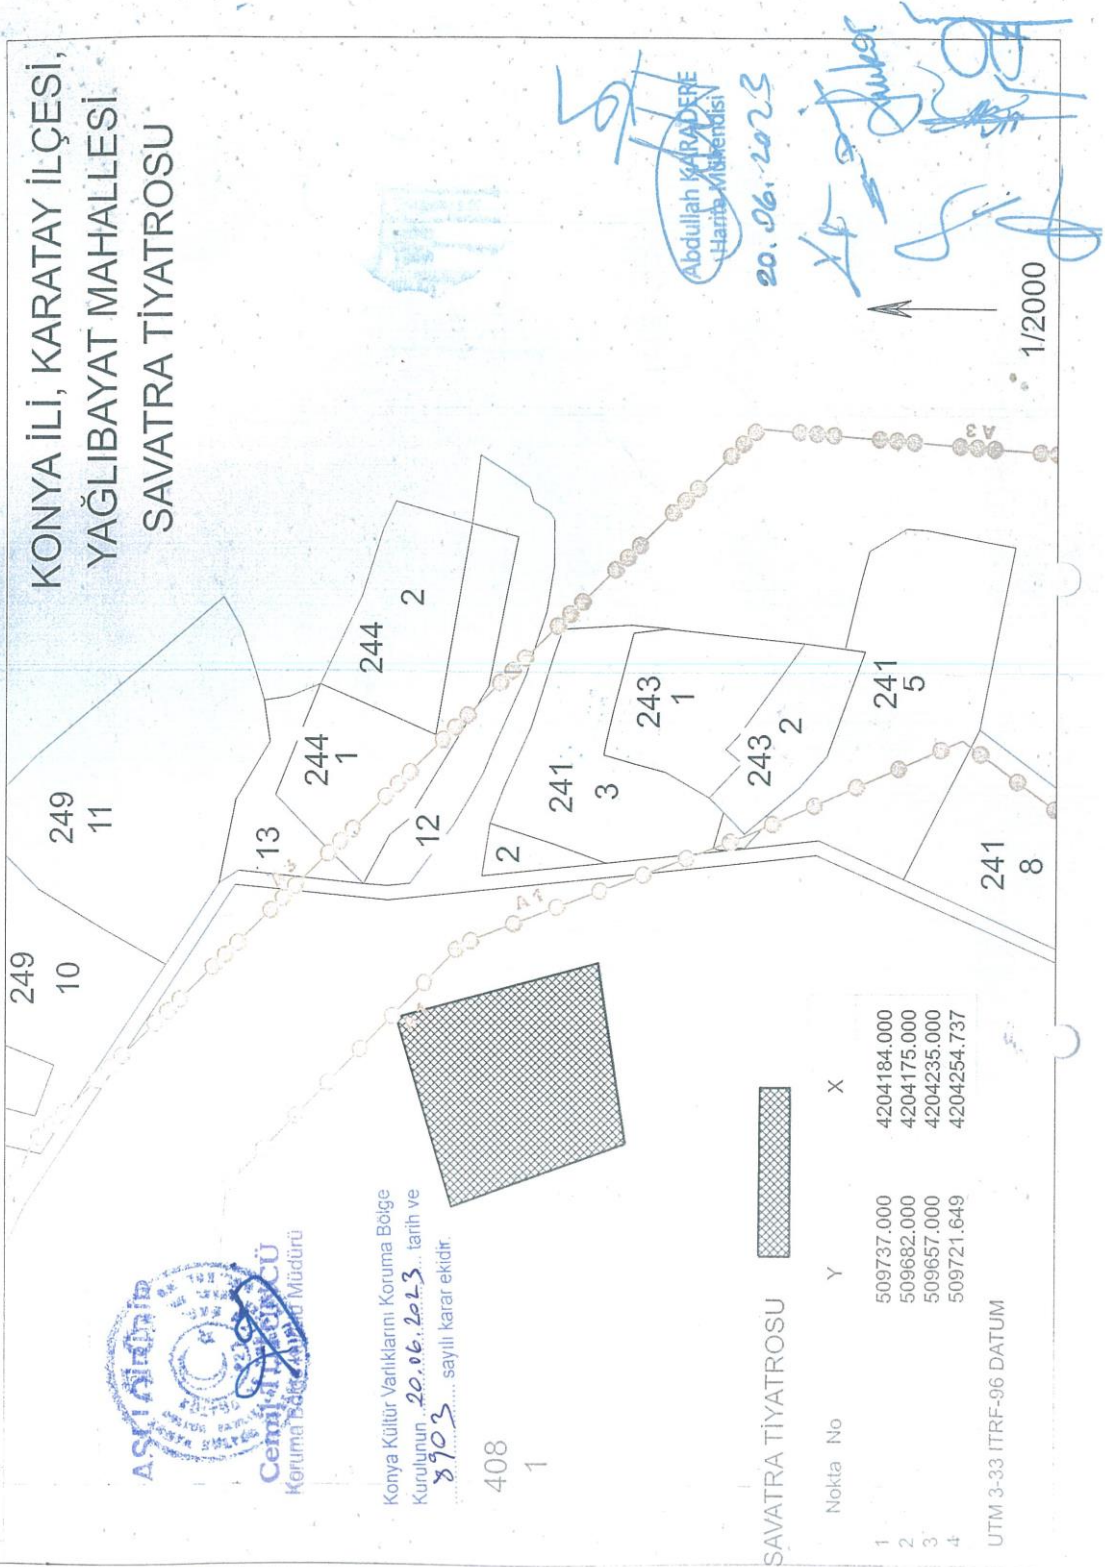 KONYA İLİ, KARATAY İLÇESİ,
YAĞLIBAYAT MAHALLESİ
SAVATRA TİYATROSU
249
10
249
11
13
244
1
244
2
12
2
241
3
243
1
243
2
241
5
241
8
A1
A3
ASLI GİBİDİR
Koruma Bölge Kurulu Müdürü
Konya Kültür Varlıklarını Koruma Bölge
Kurulunun 20.06.2023 tarih ve
8903 sayılı karar ekidir.
408
1
Abdullah KARADERE
Harita Mühendisi
20.06.2023
1/2000
SAVATRA TİYATROSU
Nokta No Y X
1 509737.000 4204184.000
2 509682.000 4204175.000
3 509657.000 4204235.000
4 509721.649 4204254.737
UTM 3-33 ITRF-96 DATUM